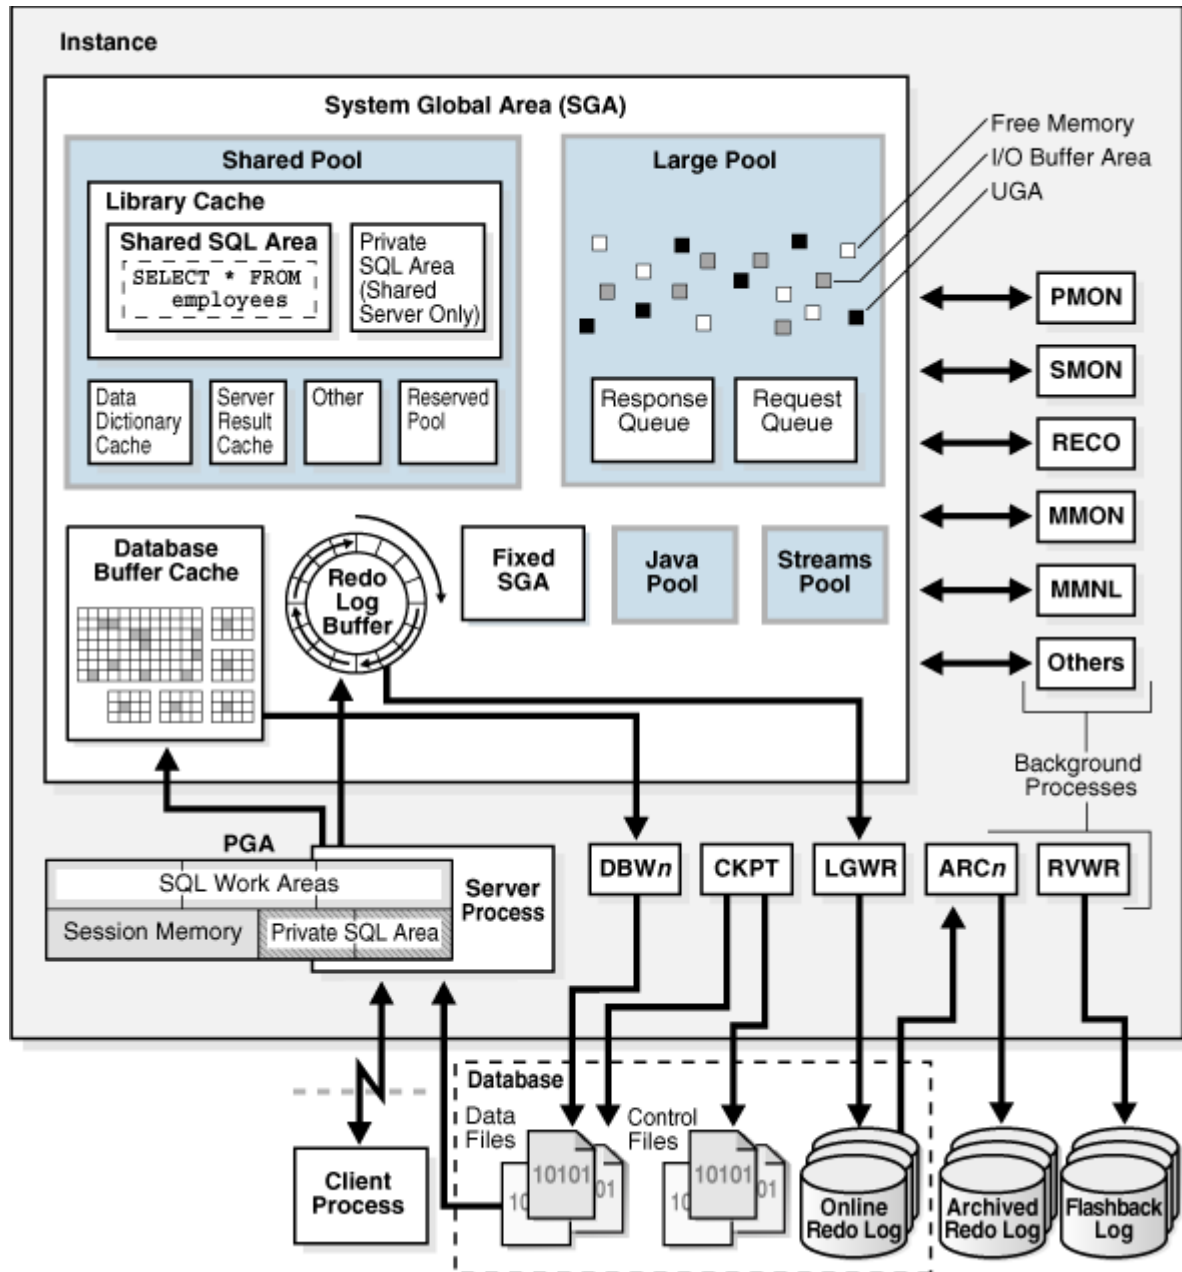 Instance
System Global Area (SGA)
Shared Pool
Library Cache
Shared SQL Area
SELECT * FROM
employees
Private
SQL Area
(Shared
Server Only)
Data
Dictionary
Cache
Server
Result
Cache
Other
Reserved
Pool
Large Pool
Response
Queue
Request
Queue
Free Memory
I/O Buffer Area
UGA
Database
Buffer Cache
Redo
Log
Buffer
Fixed
SGA
Java
Pool
Streams
Pool
PMON
SMON
RECO
MMON
MMNL
Others
Background
Processes
PGA
SQL Work Areas
Session Memory
Private SQL Area
Server
Process
DBWn
CKPT
LGWR
ARCn
RVWR
Client
Process
Database
Data
Files
10101
10
01
Control
Files
10101
10
01
Online
Redo Log
Archived
Redo Log
Flashback
Log